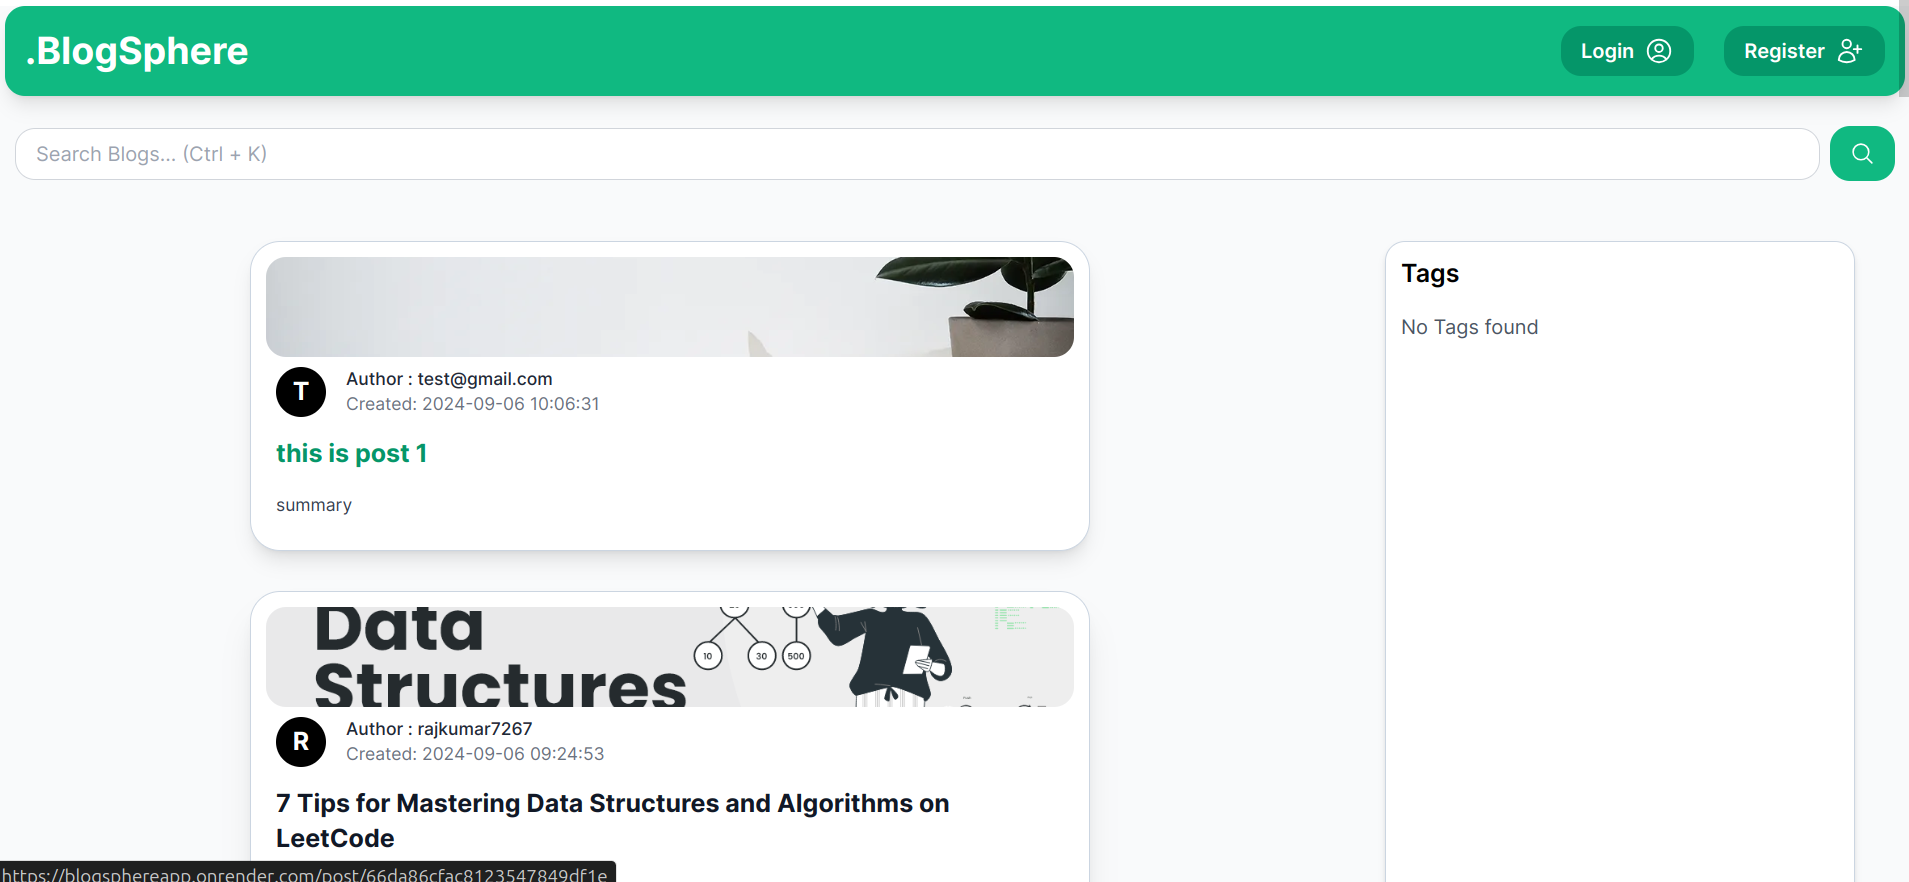 .BlogSphere
Login
Register
Search Blogs... (Ctrl + K)
Tags
No Tags found
T
Author : test@gmail.com
Created: 2024-09-06 10:06:31
this is post 1
summary
Data
Structures
10
30
500
R
Author : rajkumar7267
Created: 2024-09-06 09:24:53
7 Tips for Mastering Data Structures and Algorithms on
LeetCode
https://blogsphereapp.onrender.com/post/66da86cfac8123547849df1e